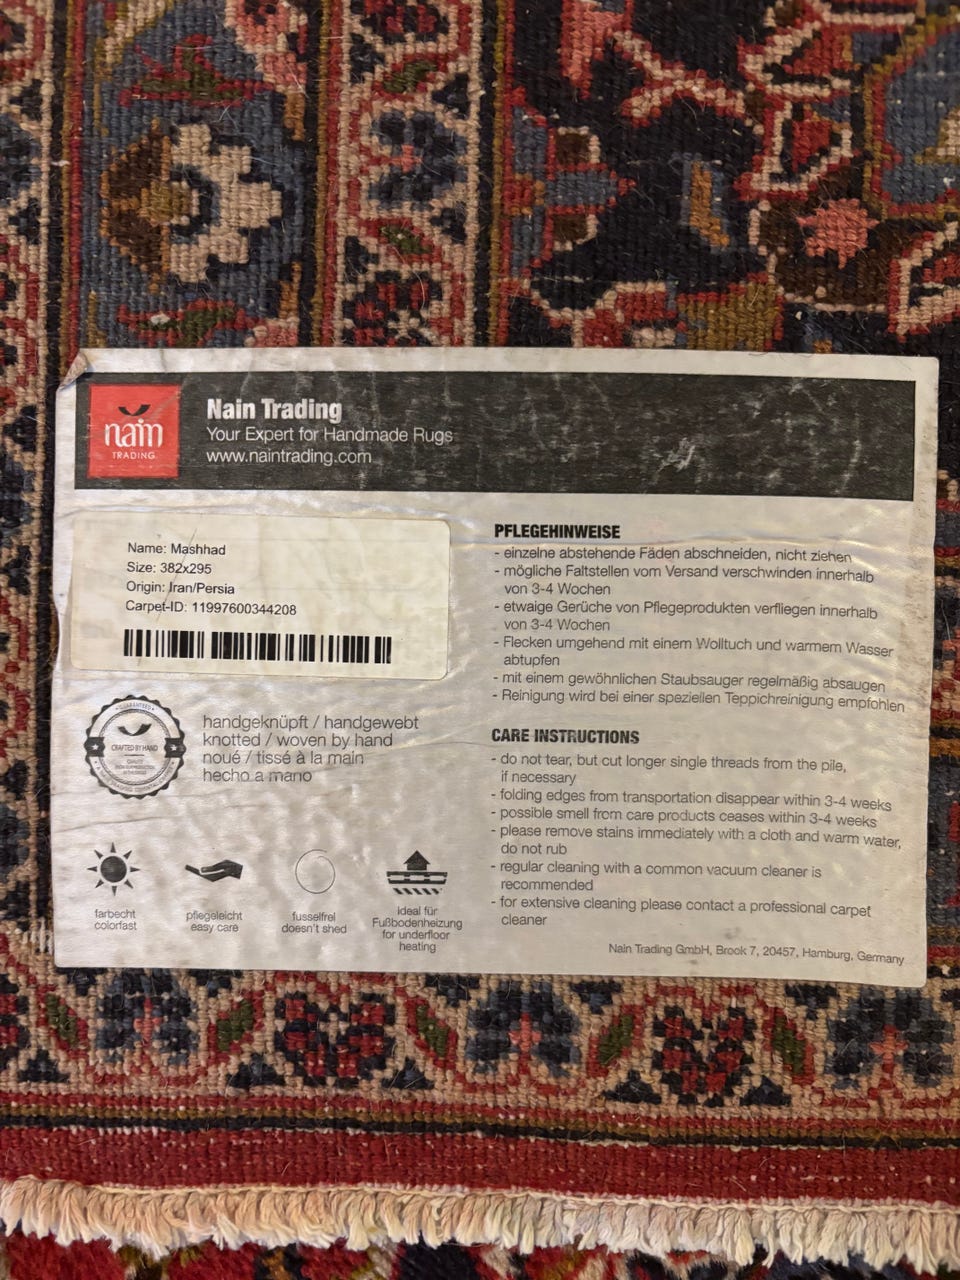 nain
TRADING
Nain Trading
Your Expert for Handmade Rugs
www.naintrading.com
Name: Mashhad
Size: 382x295
Origin: Iran/Persia
Carpet-ID: 11997600344208
GUARANTEED
CRAFTED BY HAND
handgeknüpft / handgewebt
knotted / woven by hand
noué / tissé à la main
hecho a mano
farbecht
colorfast
pflegeleicht
easy care
fusselfrei
doesn't shed
ideal für
Fußbodenheizung
for underfloor
heating
PFLEGEHINWEISE
- einzelne abstehende Fäden abschneiden, nicht ziehen
- mögliche Faltstellen vom Versand verschwinden innerhalb
von 3-4 Wochen
- etwaige Gerüche von Pflegeprodukten verfliegen innerhalb
von 3-4 Wochen
- Flecken umgehend mit einem Wolltuch und warmem Wasser
abtupfen
- mit einem gewöhnlichen Staubsauger regelmäßig absaugen
- Reinigung wird bei einer speziellen Teppichreinigung empfohlen
CARE INSTRUCTIONS
- do not tear, but cut longer single threads from the pile,
if necessary
- folding edges from transportation disappear within 3-4 weeks
- possible smell from care products ceases within 3-4 weeks
- please remove stains immediately with a cloth and warm water,
do not rub
- regular cleaning with a common vacuum cleaner is
recommended
- for extensive cleaning please contact a professional carpet
cleaner
Nain Trading GmbH, Brook 7, 20457, Hamburg, Germany